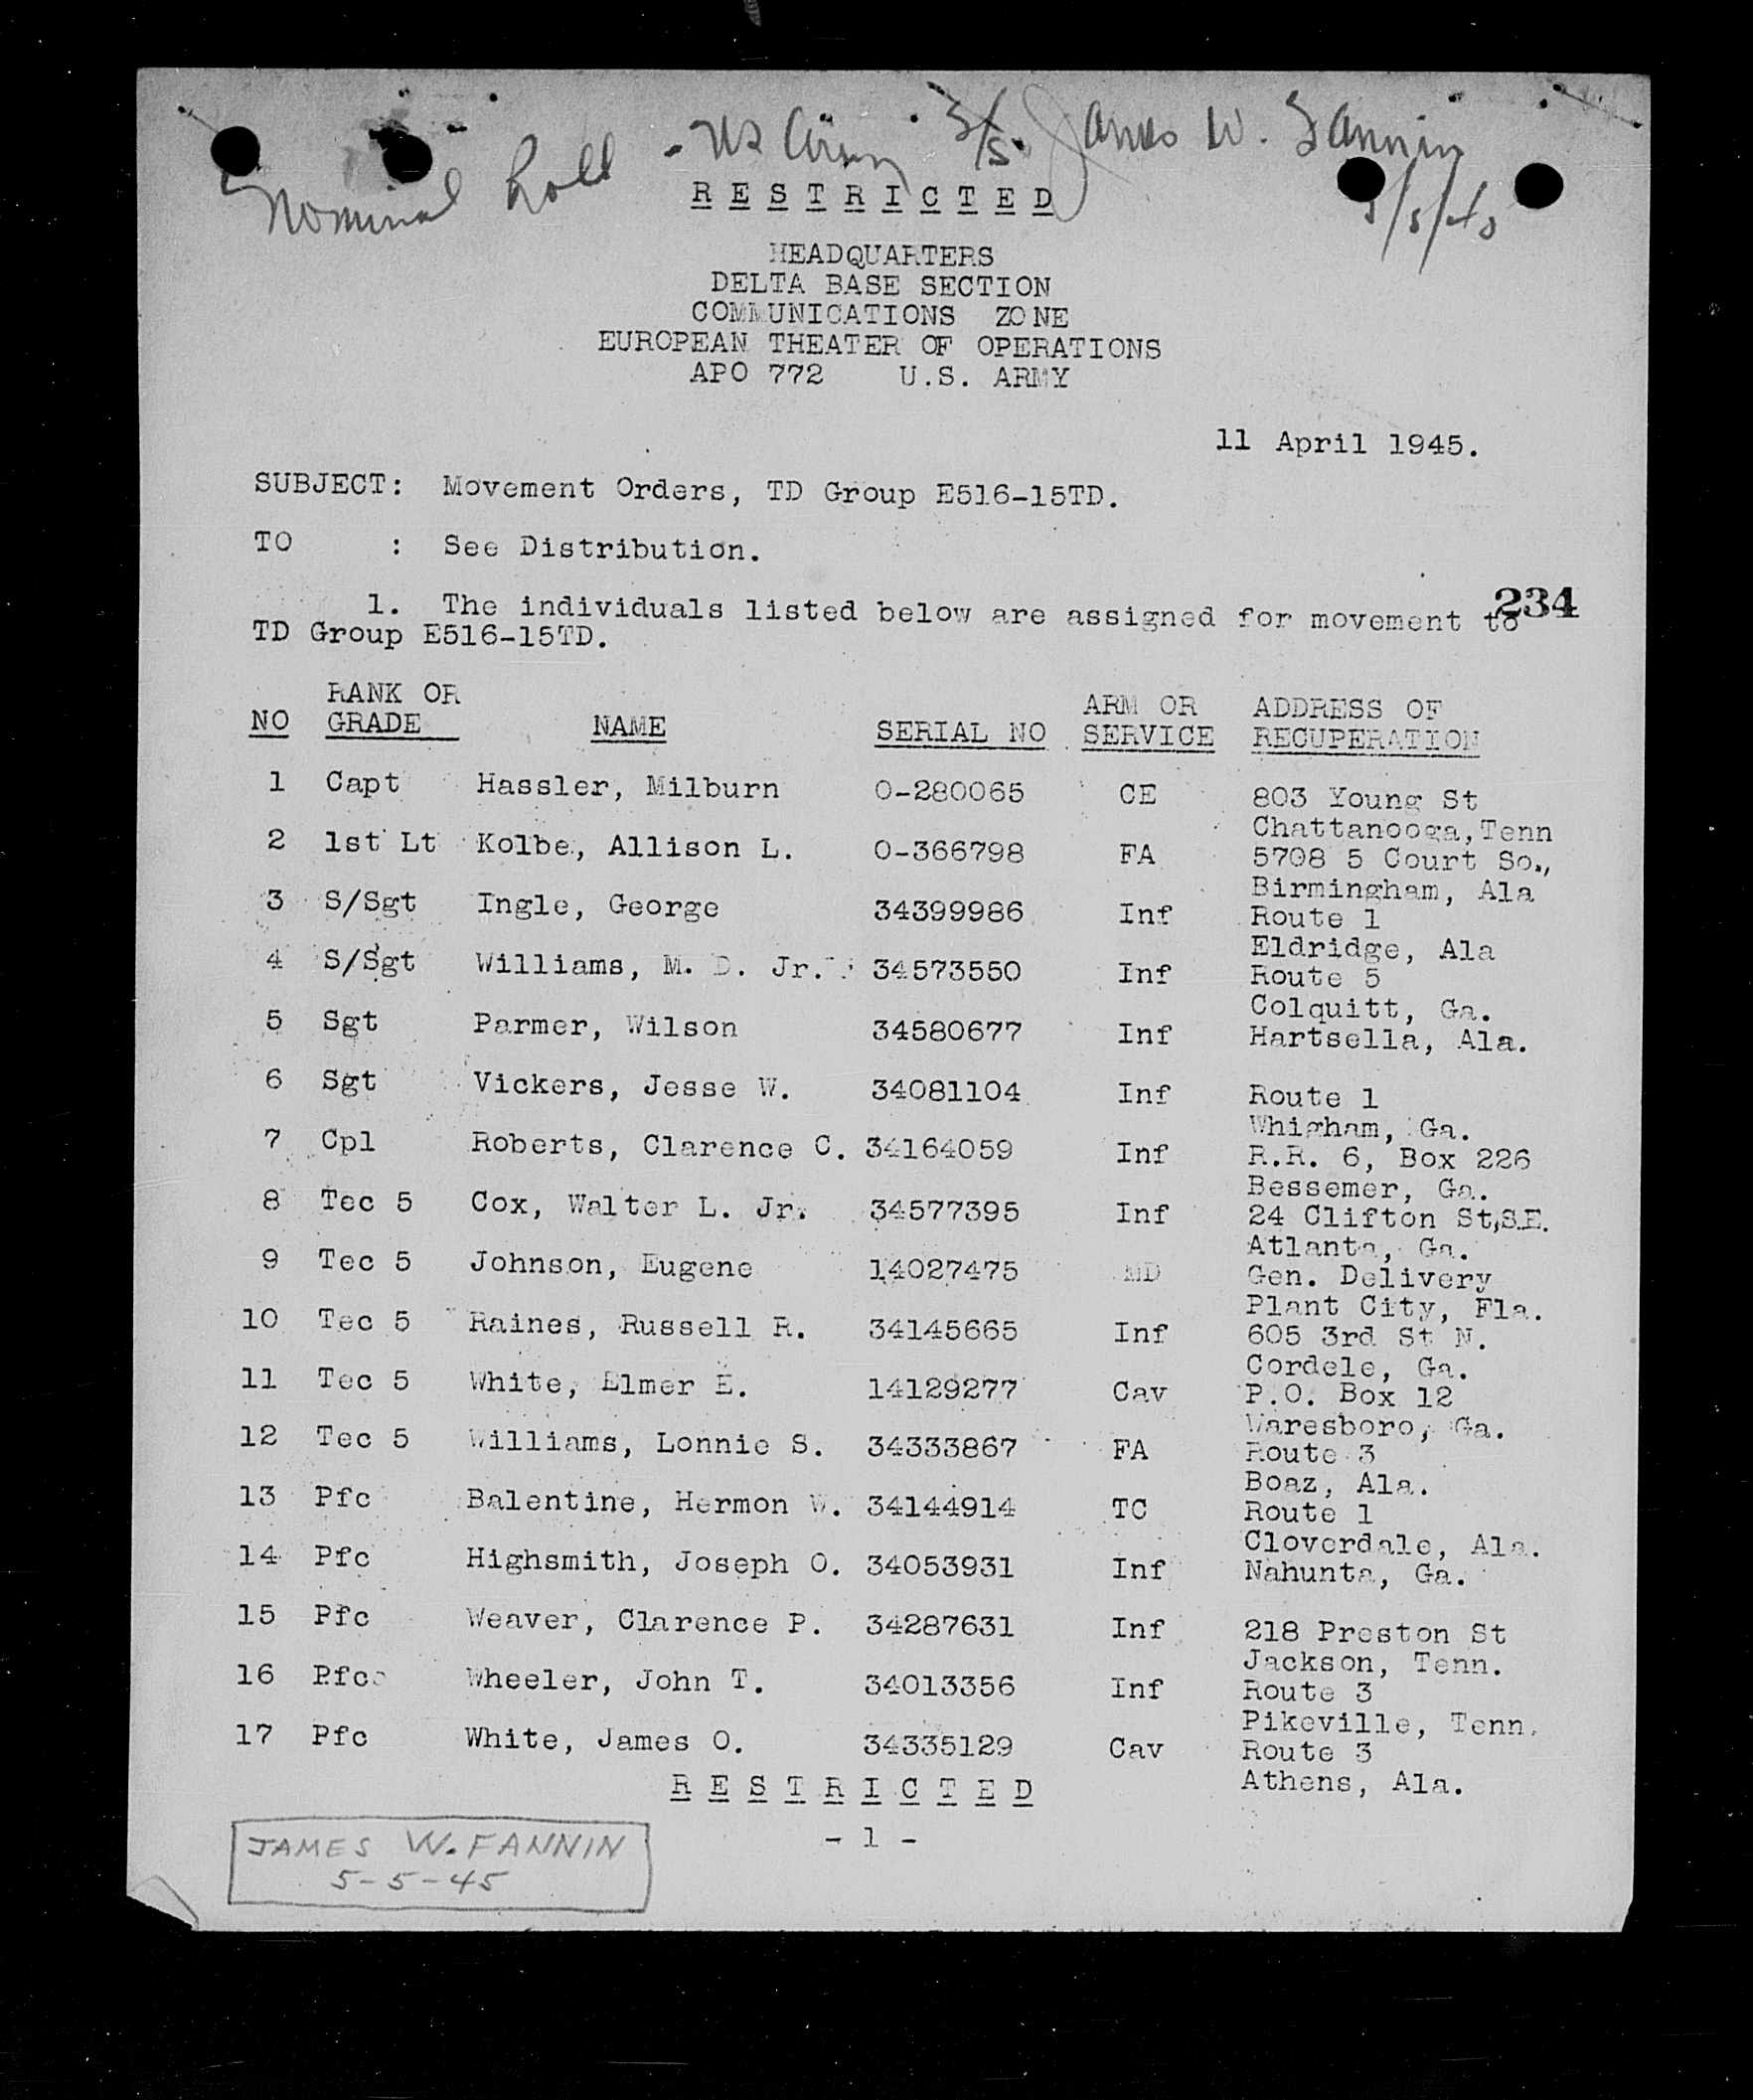 Nominal Roll - US Army S/S. James W. Fannin
5/5/45
RESTRICTED
HEADQUARTERS
DELTA BASE SECTION
COMMUNICATIONS ZONE
EUROPEAN THEATER OF OPERATIONS
APO 772 U.S. ARMY
11 April 1945.
SUBJECT: Movement Orders, TD Group E516-15TD.
TO : See Distribution.
234
1. The individuals listed below are assigned for movement to
TD Group E516-15TD.
RANK OR ARM OR ADDRESS OF
NO GRADE NAME SERIAL NO SERVICE RECUPERATION
1 Capt Hassler, Milburn O-280065 CE 803 Young St
Chattanooga, Tenn
2 1st Lt Kolbe, Allison L. O-366798 FA 5708 5 Court So.,
Birmingham, Ala
3 S/Sgt Ingle, George 34399986 Inf Route 1
Eldridge, Ala
4 S/Sgt Williams, M. D. Jr. 34573550 Inf Route 5
Colquitt, Ga.
5 Sgt Parmer, Wilson 34580677 Inf Hartsella, Ala.
6 Sgt Vickers, Jesse W. 34081104 Inf Route 1
Whigham, Ga.
7 Cpl Roberts, Clarence C. 34164059 Inf R.R. 6, Box 226
Bessemer, Ga.
8 Tec 5 Cox, Walter L. Jr. 34577395 Inf 24 Clifton St,S.E.
Atlanta, Ga.
9 Tec 5 Johnson, Eugene 14027475 MD Gen. Delivery
Plant City, Fla.
10 Tec 5 Raines, Russell R. 34145665 Inf 605 3rd St N.
Cordele, Ga.
11 Tec 5 White, Elmer E. 14129277 Cav P.O. Box 12
Waresboro, Ga.
12 Tec 5 Williams, Lonnie S. 34333867 FA Route 3
Boaz, Ala.
13 Pfc Balentine, Hermon W. 34144914 TC Route 1
Cloverdale, Ala.
14 Pfc Highsmith, Joseph O. 34053931 Inf Nahunta, Ga.
15 Pfc Weaver, Clarence P. 34287631 Inf 218 Preston St
Jackson, Tenn.
16 Pfc Wheeler, John T. 34013356 Inf Route 3
Pikeville, Tenn.
17 Pfc White, James O. 34335129 Cav Route 3
Athens, Ala.
RESTRICTED
- 1 -
JAMES W. FANNIN
5-5-45